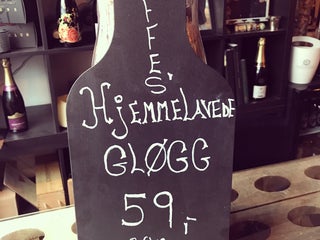 FFES,
HJEMMELAVEDE
GLØGG
59,-